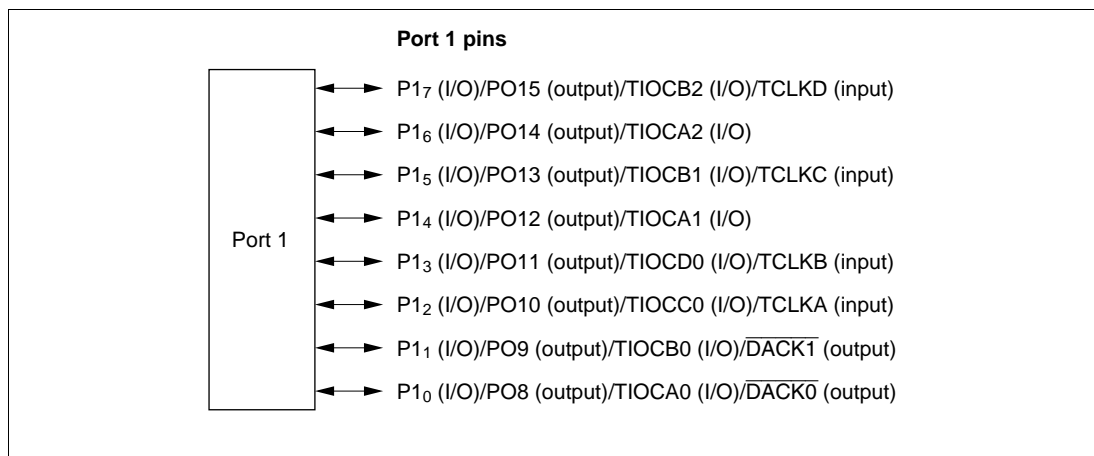 Port 1 pins
P1₇ (I/O)/PO15 (output)/TIOCB2 (I/O)/TCLKD (input)
P1₆ (I/O)/PO14 (output)/TIOCA2 (I/O)
P1₅ (I/O)/PO13 (output)/TIOCB1 (I/O)/TCLKC (input)
P1₄ (I/O)/PO12 (output)/TIOCA1 (I/O)
Port 1
P1₃ (I/O)/PO11 (output)/TIOCD0 (I/O)/TCLKB (input)
P1₂ (I/O)/PO10 (output)/TIOCC0 (I/O)/TCLKA (input)
P1₁ (I/O)/PO9 (output)/TIOCB0 (I/O)/D̅A̅C̅K̅1̅ (output)
P1₀ (I/O)/PO8 (output)/TIOCA0 (I/O)/D̅A̅C̅K̅0̅ (output)